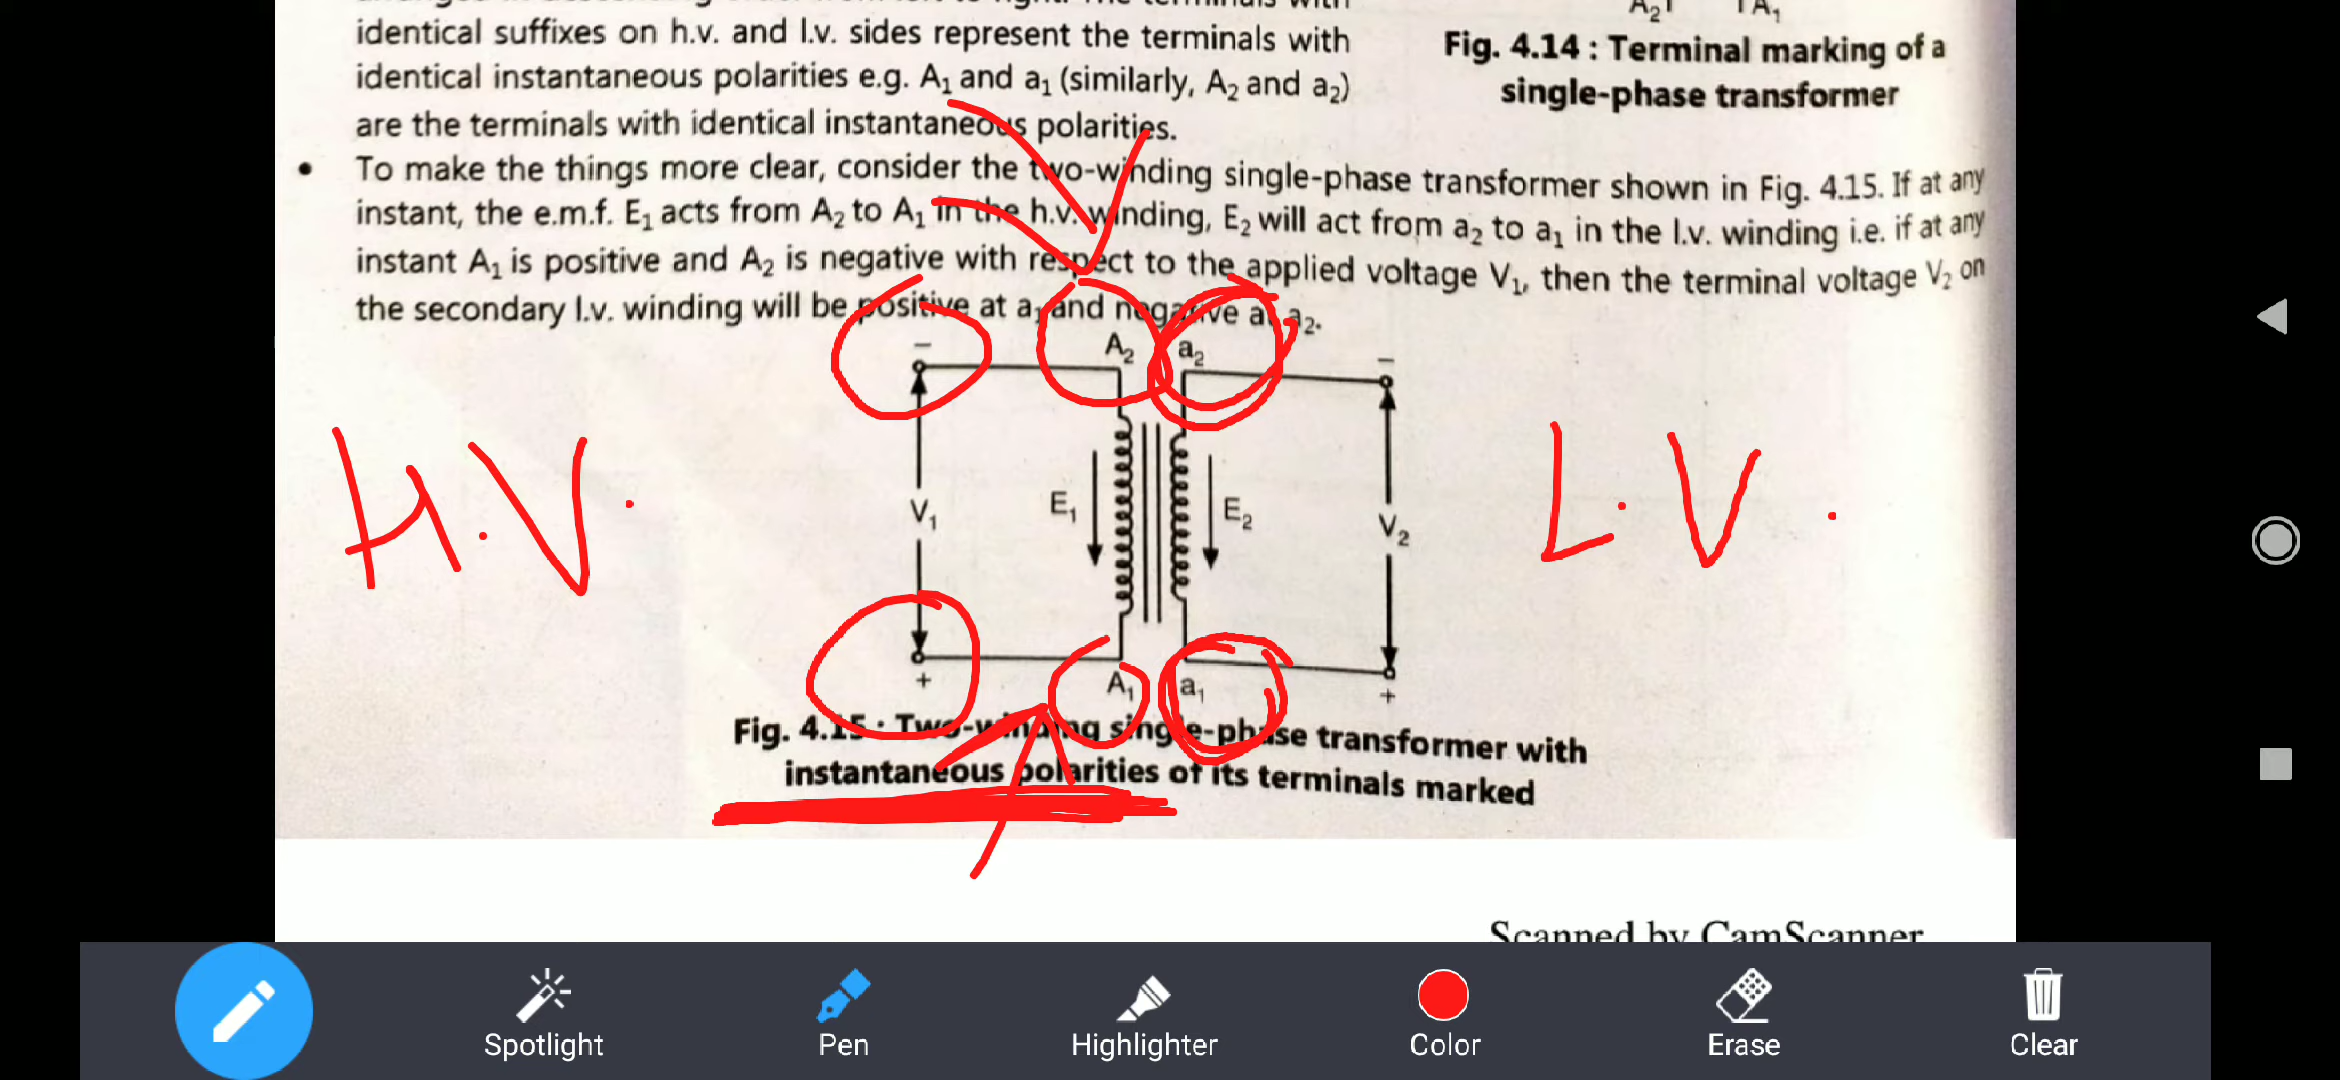 identical suffixes on h.v. and l.v. sides represent the terminals with
identical instantaneous polarities e.g. A₁ and a₁ (similarly, A₂ and a₂)
are the terminals with identical instantaneous polarities.
A₂ A₁
Fig. 4.14 : Terminal marking of a
single-phase transformer
• To make the things more clear, consider the two-winding single-phase transformer shown in Fig. 4.15. If at any
instant, the e.m.f. E₁ acts from A₂ to A₁ in the h.v. winding, E₂ will act from a₂ to a₁ in the l.v. winding i.e. if at any
instant A₁ is positive and A₂ is negative with respect to the applied voltage V₁, then the terminal voltage V₂ on
the secondary l.v. winding will be positive at a₁ and negative at a₂.
− A₂ a₂ −
H.V. V₁ E₁ E₂ V₂ L.V.
+ A₁ a₁ +
Fig. 4.15 : Two-winding single-phase transformer with
instantaneous polarities of its terminals marked
Scanned by CamScanner
Spotlight Pen Highlighter Color Erase Clear